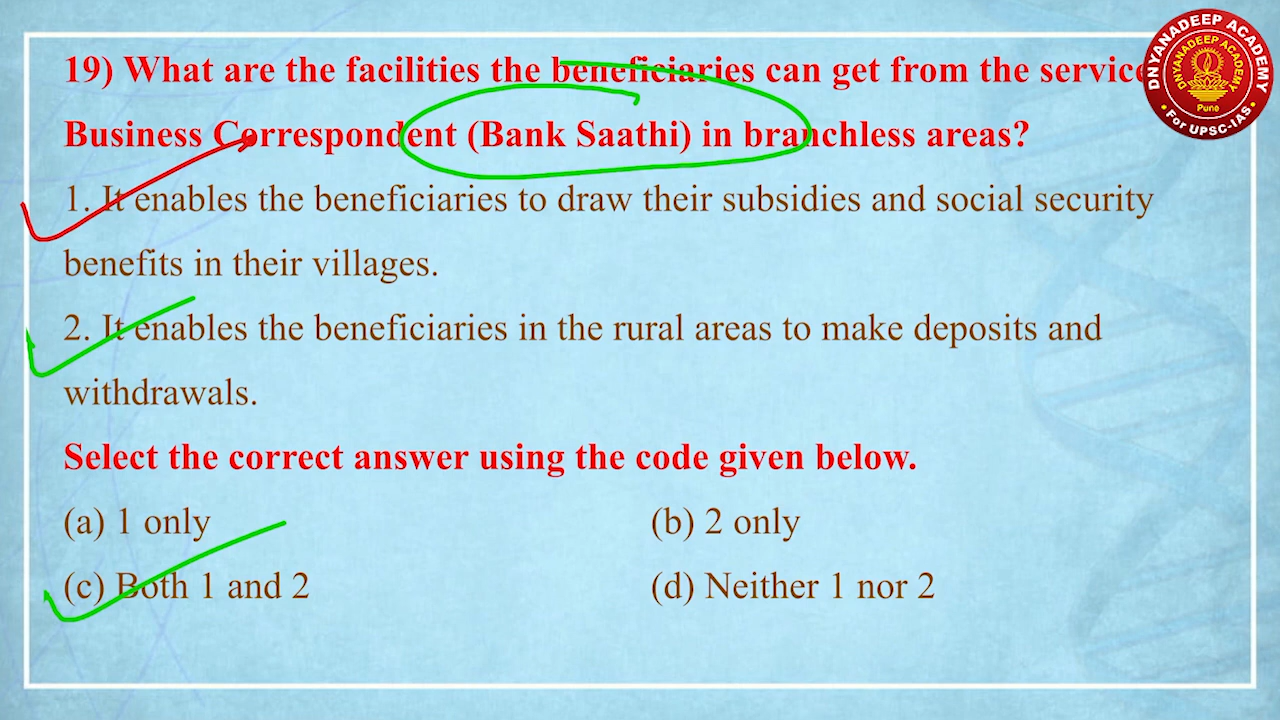 19) What are the facilities the beneficiaries can get from the service
Business Correspondent (Bank Saathi) in branchless areas?
1. It enables the beneficiaries to draw their subsidies and social security
benefits in their villages.
2. It enables the beneficiaries in the rural areas to make deposits and
withdrawals.
Select the correct answer using the code given below.
(a) 1 only
(b) 2 only
(c) Both 1 and 2
(d) Neither 1 nor 2
DNYANADEEP ACADEMY
DNYANADEEP ACADEMY
Pune
For UPSC-IAS